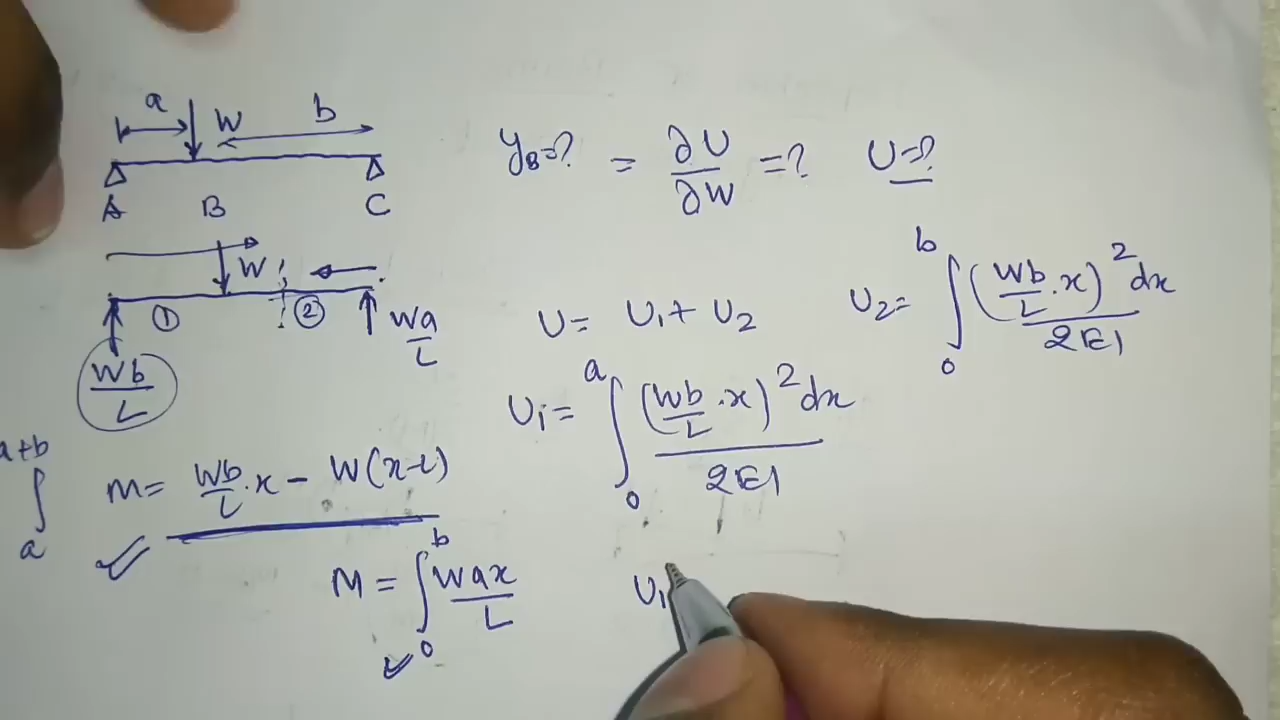 a W b
A B C
W
① ②
Wb/L
Wa/L
y_B=? = ∂U/∂W =? U=?
U= U₁+ U₂
U₂= ∫₀ᵇ (Wb/L .x)² dx / 2EI
U₁= ∫₀ᵃ (Wb/L .x)² dx / 2EI
∫ₐᵃ⁺ᵇ M= Wb/L .x - W(x-l)
M = ∫₀ᵇ Wax/L
U₁